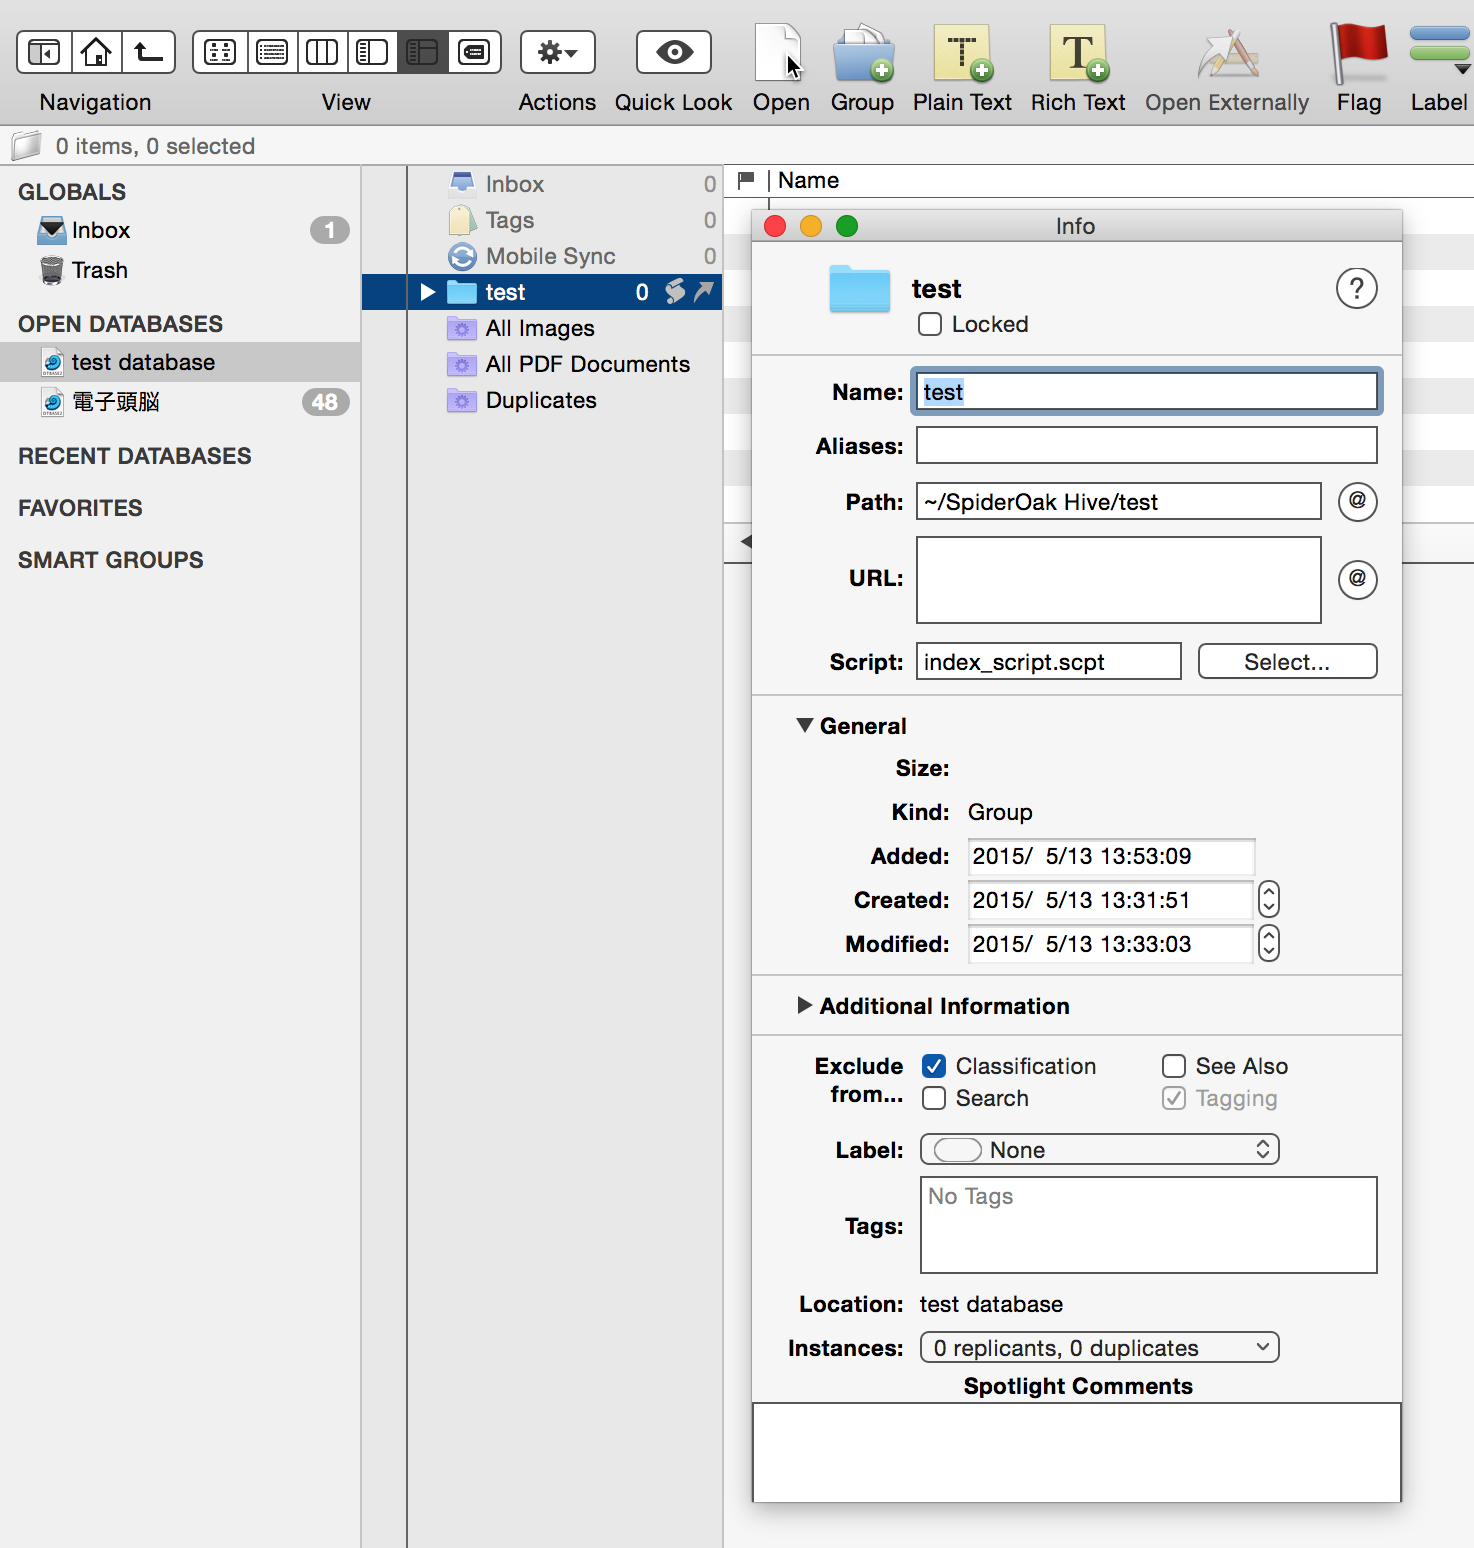 Navigation View Actions Quick Look Open Group Plain Text Rich Text Open Externally Flag Label
0 items, 0 selected
GLOBALS
Inbox 1
Trash
OPEN DATABASES
test database
電子頭脳 48
RECENT DATABASES
FAVORITES
SMART GROUPS
Inbox 0
Tags 0
Mobile Sync 0
test 0
All Images
All PDF Documents
Duplicates
Name
Info
test
?
Locked
Name: test
Aliases:
Path: ~/SpiderOak Hive/test @
URL: @
Script: index_script.scpt Select...
General
Size:
Kind: Group
Added: 2015/ 5/13 13:53:09
Created: 2015/ 5/13 13:31:51
Modified: 2015/ 5/13 13:33:03
Additional Information
Exclude from... Classification See Also
Search Tagging
Label: None
Tags: No Tags
Location: test database
Instances: 0 replicants, 0 duplicates
Spotlight Comments